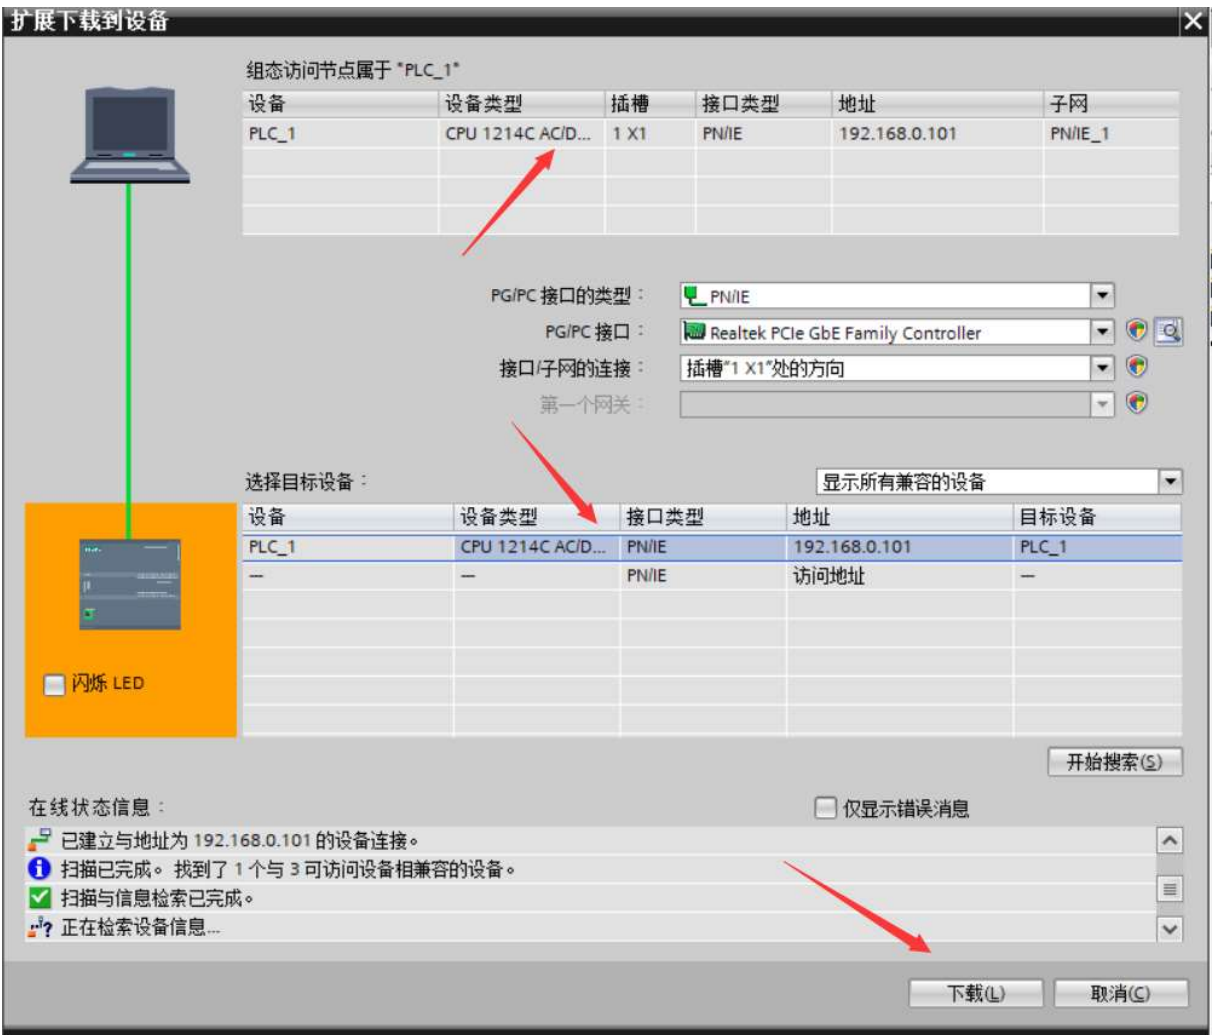 扩展下载到设备
组态访问节点属于 "PLC_1"
设备 设备类型 插槽 接口类型 地址 子网
PLC_1 CPU 1214C AC/D... 1 X1 PN/IE 192.168.0.101 PN/IE_1
PG/PC 接口的类型： PN/IE
PG/PC 接口： Realtek PCIe GbE Family Controller
接口/子网的连接： 插槽"1 X1"处的方向
第一个网关：
选择目标设备： 显示所有兼容的设备
设备 设备类型 接口类型 地址 目标设备
PLC_1 CPU 1214C AC/D... PN/IE 192.168.0.101 PLC_1
— — PN/IE 访问地址 —
闪烁 LED
开始搜索(S)
在线状态信息： 仅显示错误消息
已建立与地址为 192.168.0.101 的设备连接。
扫描已完成。找到了 1 个与 3 可访问设备相兼容的设备。
扫描与信息检索已完成。
正在检索设备信息...
下载(L) 取消(C)